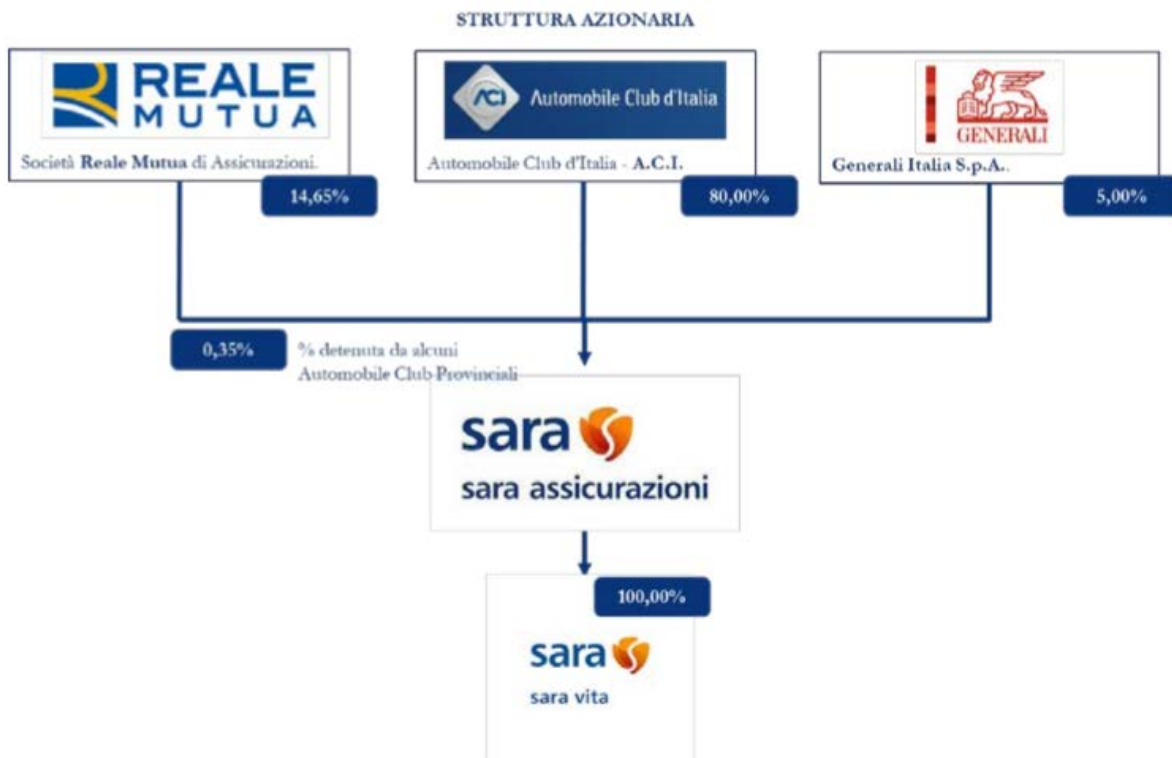 STRUTTURA AZIONARIA
REALE
MUTUA
Società Reale Mutua di Assicurazioni.
14,65%
ACI Automobile Club d'Italia
Automobile Club d'Italia - A.C.I.
80,00%
GENERALI
Generali Italia S.p.A..
5,00%
0,35%
% detenuta da alcuni
Automobile Club Provinciali
sara
sara assicurazioni
100,00%
sara
sara vita